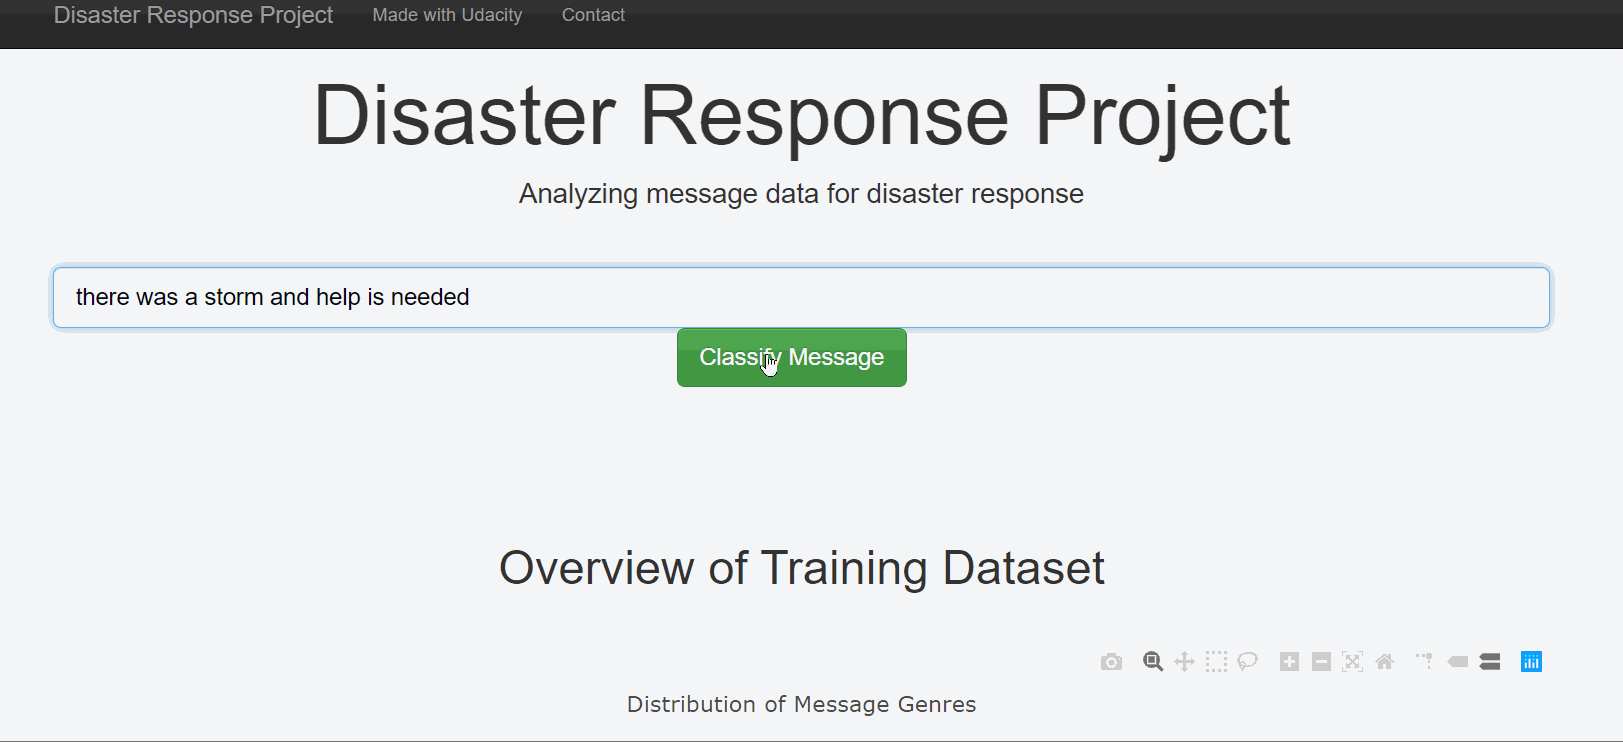 Disaster Response Project Made with Udacity Contact
Disaster Response Project
Analyzing message data for disaster response
there was a storm and help is needed
Classify Message
Overview of Training Dataset
Distribution of Message Genres